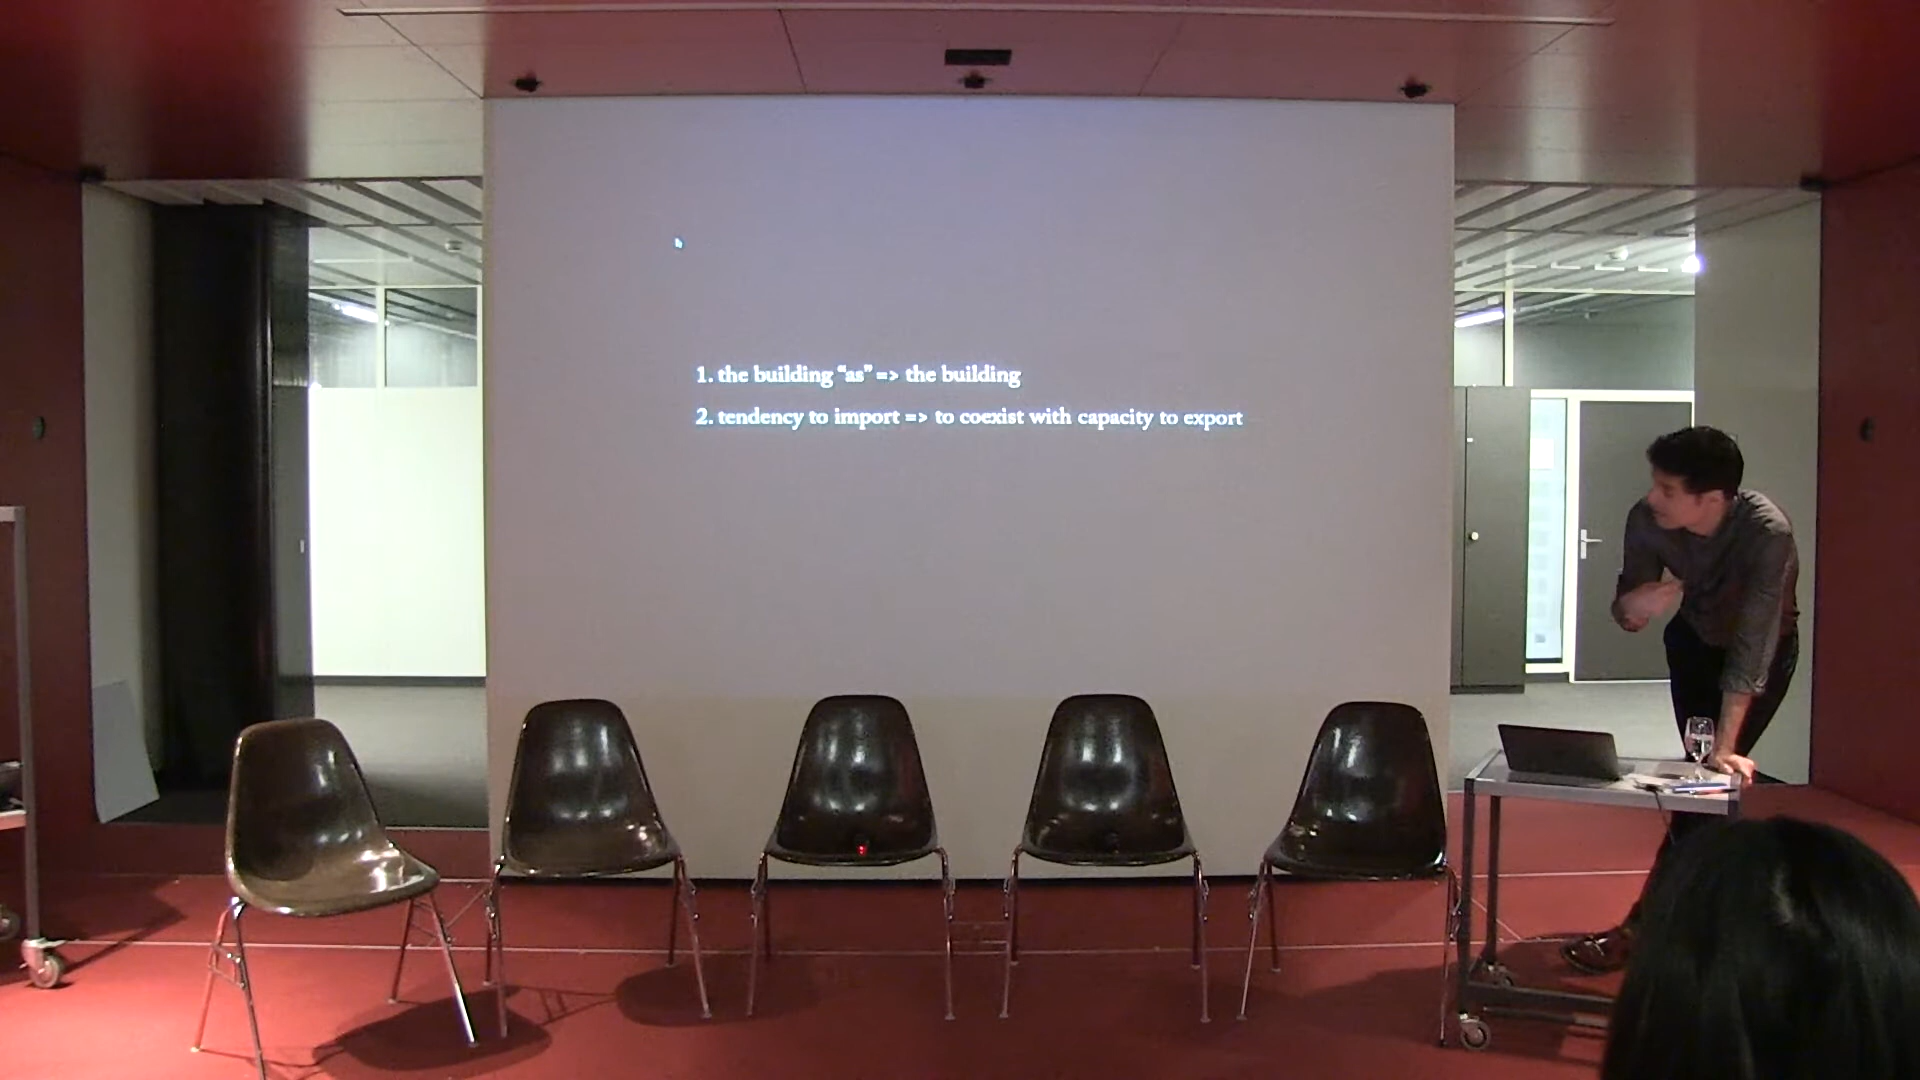 1. the building “as” => the building
2. tendency to import => to coexist with capacity to export